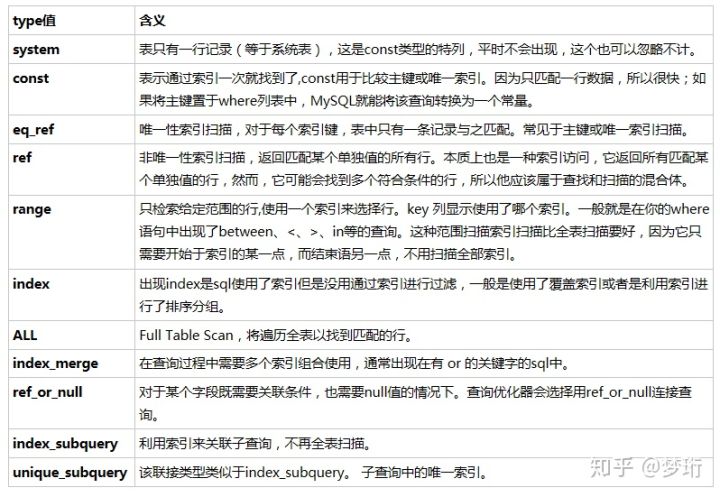 type值 含义
system 表只有一行记录（等于系统表），这是const类型的特列，平时不会出现，这个也可以忽略不计。
const 表示通过索引一次就找到了,const用于比较主键或唯一索引。因为只匹配一行数据，所以很快；如
果将主键置于where列表中，MySQL就能将该查询转换为一个常量。
eq_ref 唯一性索引扫描，对于每个索引键，表中只有一条记录与之匹配。常见于主键或唯一索引扫描。
ref 非唯一性索引扫描，返回匹配某个单独值的所有行。本质上也是一种索引访问，它返回所有匹配某
个单独值的行，然而，它可能会找到多个符合条件的行，所以他应该属于查找和扫描的混合体。
range 只检索给定范围的行,使用一个索引来选择行。key 列显示使用了哪个索引。一般就是在你的where
语句中出现了between、<、>、in等的查询。这种范围扫描索引扫描比全表扫描要好，因为它只
需要开始于索引的某一点，而结束语另一点，不用扫描全部索引。
index 出现index是sql使用了索引但是没用通过索引进行过滤，一般是使用了覆盖索引或者是利用索引进
行了排序分组。
ALL Full Table Scan，将遍历全表以找到匹配的行。
index_merge 在查询过程中需要多个索引组合使用，通常出现在有 or 的关键字的sql中。
ref_or_null 对于某个字段既需要关联条件，也需要null值的情况下。查询优化器会选择用ref_or_null连接查
询。
index_subquery 利用索引来关联子查询，不再全表扫描。
unique_subquery 该联接类型类似于index_subquery。 子查询中的唯一索引。
知乎 @梦珩